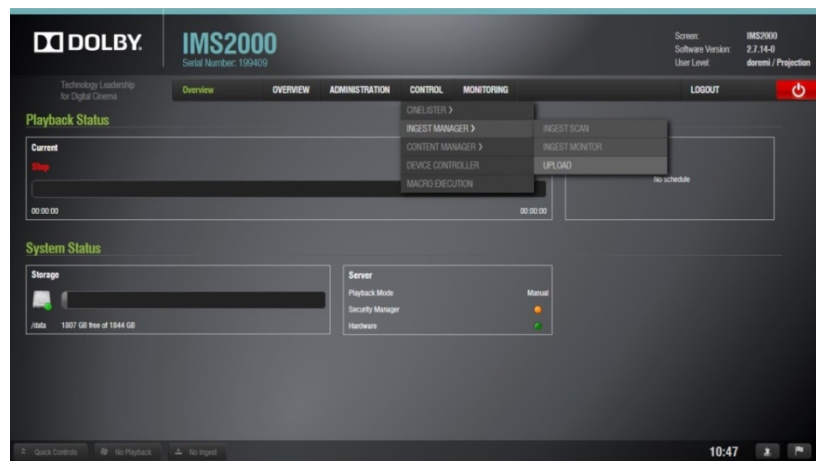 DOLBY.
IMS2000
Serial Number: 199409
Screen: IMS2000
Software Version: 2.7.14-0
User Level: doremi / Projection
Technology Leadership
for Digital Cinema
Overview OVERVIEW ADMINISTRATION CONTROL MONITORING LOGOUT
CINELISTER >
INGEST MANAGER >
CONTENT MANAGER >
DEVICE CONTROLLER
MACRO EXECUTION
INGEST SCAN
INGEST MONITOR
UPLOAD
Playback Status
Current
Stop
00:00:00 00:00:00
No schedule
System Status
Storage
/data 1807 GB free of 1844 GB
Server
Playback Mode Manual
Security Manager
Hardware
Quick Controls No Playback No Ingest 10:47